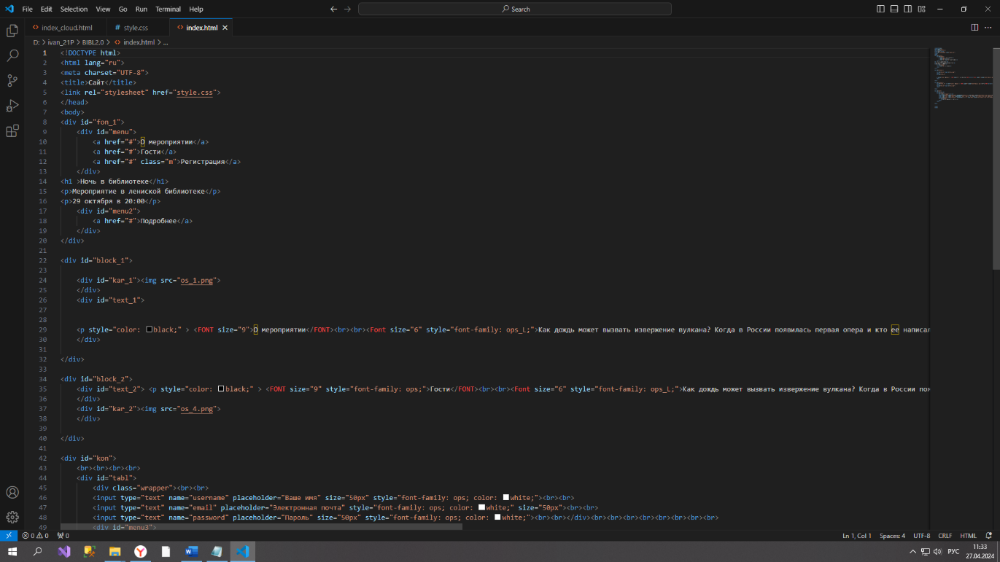 File Edit Selection View Go Run Terminal Help
Search
index_cloud.html # style.css index.html
D: > ivan_21P > BIBL2.0 > index.html > ...
1 <!DOCTYPE html>
2 <html lang="ru">
3 <meta charset="UTF-8">
4 <title>Сайт</title>
5 <link rel="stylesheet" href="style.css">
6 </head>
7 <body>
8 <div id="fon_1">
9 <div id="menu">
10 <a href="#">О мероприятии</a>
11 <a href="#">Гости</a>
12 <a href="#" class="m">Регистрация</a>
13 </div>
14 <h1 >Ночь в библиотеке</h1>
15 <p>Мероприятие в лениской библиотеке</p>
16 <p>29 октября в 20:00</p>
17 <div id="menu2">
18 <a href="#">Подробнее</a>
19 </div>
20 </div>
21
22 <div id="block_1">
23
24 <div id="kar_1"><img src="os_1.png">
25 </div>
26 <div id="text_1">
27
28
29 <p style="color: black;" > <FONT size="9">О мероприятии</FONT><br><br><Font size="6" style="font-family: ops_L;">Как дождь может вызвать извержение вулкана? Когда в России появилась первая опера и кто ее написал
30 </div>
31
32 </div>
33
34 <div id="block_2">
35 <div id="text_2"> <p style="color: black;" > <FONT size="9" style="font-family: ops;">Гости</FONT><br><br><Font size="6" style="font-family: ops_L;">Как дождь может вызвать извержение вулкана? Когда в России поя
36 </div>
37 <div id="kar_2"><img src="os_4.png">
38 </div>
39
40 </div>
41
42 <div id="kon">
43 <br><br><br><br>
44 <div id="tabl">
45 <div class="wrapper"><br><br>
46 <input type="text" name="username" placeholder="Ваше имя" size="50px" style="font-family: ops; color: white;"><br><br>
47 <input type="text" name="email" placeholder="Электронная почта" style="font-family: ops; color: white;" size="50px"><br><br>
48 <input type="text" name="password" placeholder="Пароль" size="50px" style="font-family: ops; color: white;"><br><br></div><br><br><br><br><br><br><br><br><br>
49 <div id="menu3">
0 0 0 Ln 1, Col 1 Spaces: 4 UTF-8 CRLF HTML
РУС 11:33
27.04.2024